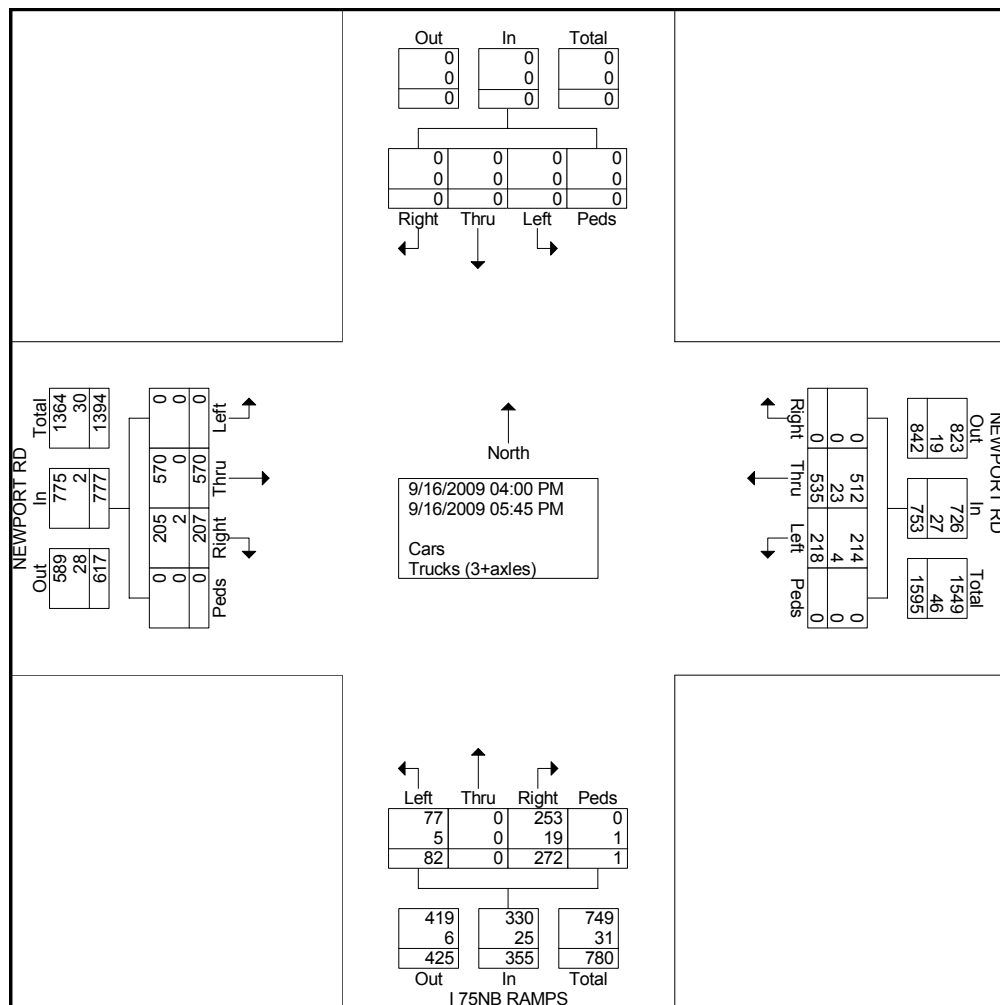 Out In Total
0 0 0
0 0 0
0 0 0
0 0 0 0
0 0 0 0
0 0 0 0
Right Thru Left Peds
NEWPORT RD
Total In Out
1364 775 589
30 2 28
1394 777 617
0 570 205 0
0 0 2 0
0 570 207 0
Left Thru Right Peds
North
9/16/2009 04:00 PM
9/16/2009 05:45 PM
Cars
Trucks (3+axles)
Right Thru Left Peds
0 512 214 0
0 23 4 0
0 535 218 0
NEWPORT RD
Out In Total
823 726 1549
19 27 46
842 753 1595
Left Thru Right Peds
77 0 253 0
5 0 19 1
82 0 272 1
419 330 749
6 25 31
425 355 780
Out In Total
I 75NB RAMPS